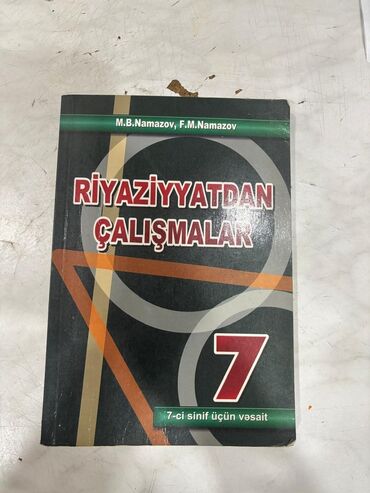 M.B.Namazov, F.M.Namazov
RİYAZİYYATDAN
ÇALIŞMALAR
7
7-ci sinif üçün vəsait